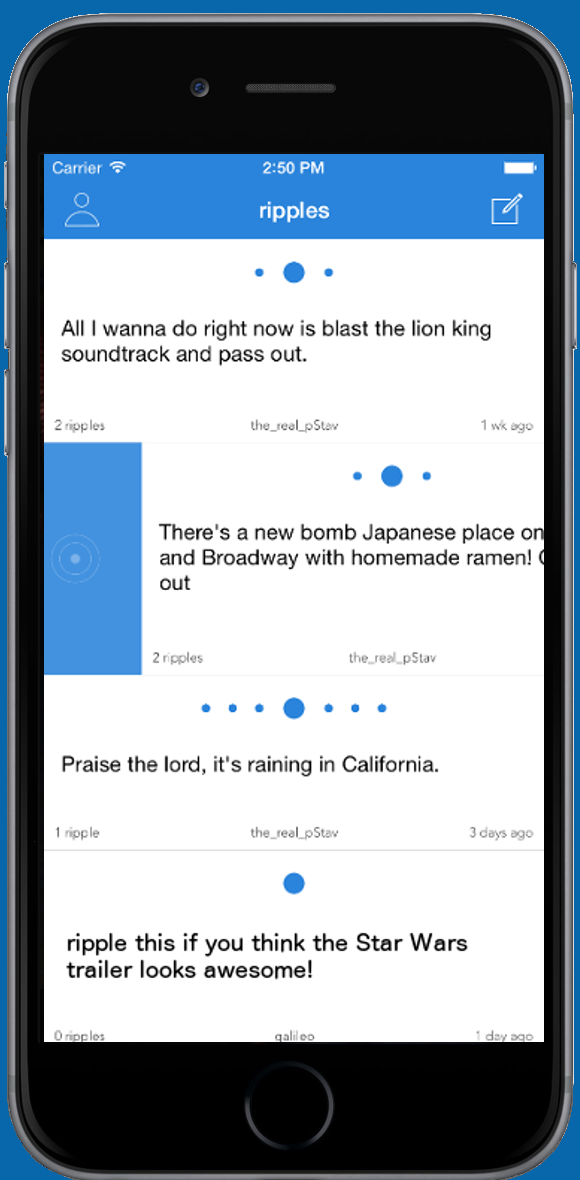 Carrier 2:50 PM
ripples
All I wanna do right now is blast the lion king
soundtrack and pass out.
2 ripples the_real_pStav 1 wk ago
There's a new bomb Japanese place on
and Broadway with homemade ramen!
out
2 ripples the_real_pStav
Praise the lord, it's raining in California.
1 ripple the_real_pStav 3 days ago
ripple this if you think the Star Wars
trailer looks awesome!
0 ripples galileo 1 day ago